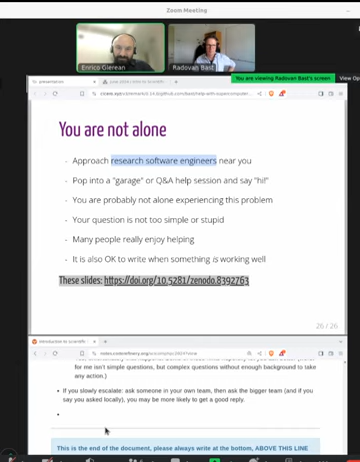 Zoom Meeting
Enrico Glerean
Radovan Bast
You are viewing Radovan Bast's screen
View Op
presentation
You are not alone
- Approach research software engineers near you
- Pop into a "garage" or Q&A help session and say "hi!"
- You are probably not alone experiencing this problem
- Your question is not too simple or stupid
- Many people really enjoy helping
- It is also OK to write when something is working well
These slides: https://doi.org/10.5281/zenodo.8392763
26 / 26
for me isn't simple questions, but complex questions without enough background to take
any action.)
• If you slowly escalate: ask someone in your own team, then ask the bigger team (and if you
say you asked locally), you may be more likely to get a good reply.
•
This is the end of the document, please always write at the bottom, ABOVE THIS LINE